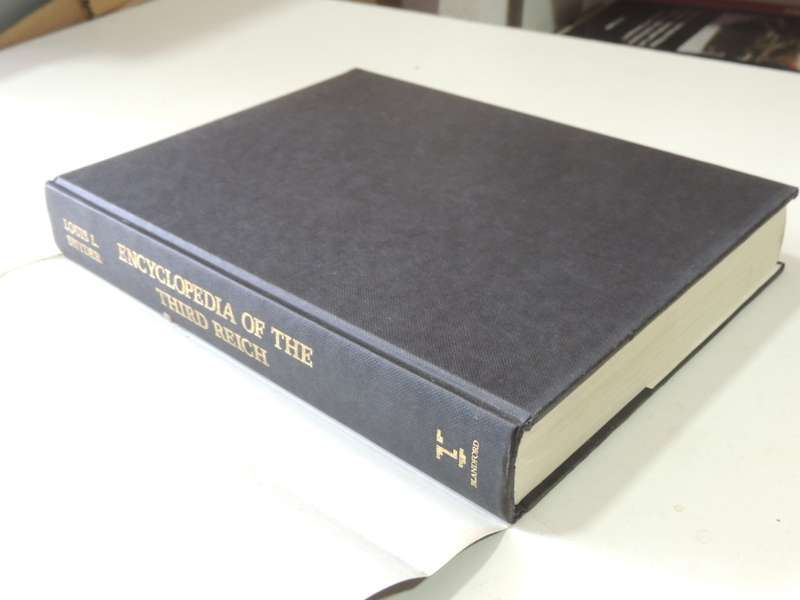 LOUIS L.
SNYDER
ENCYCLOPEDIA OF THE
THIRD REICH
BLANDFORD